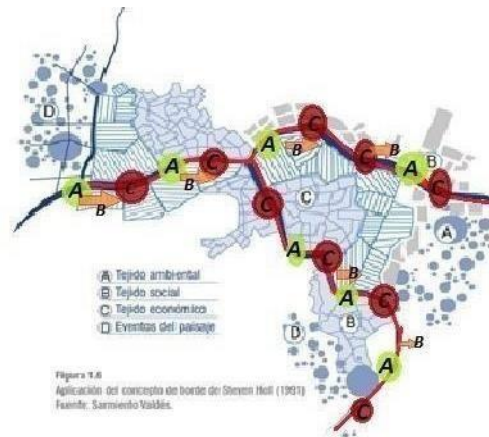 D
C
A B
C B
A C A B
B B
A C C
B C C
A
A C
B
A C
B
D
B
A
C
A Tejido ambiental
B Tejido social
C Tejido económico
D Eventos del paisaje
Figura 1.6
Aplicación del concepto de borde de Steven Holl (1991)
Fuente: Sarmiento Valdés.